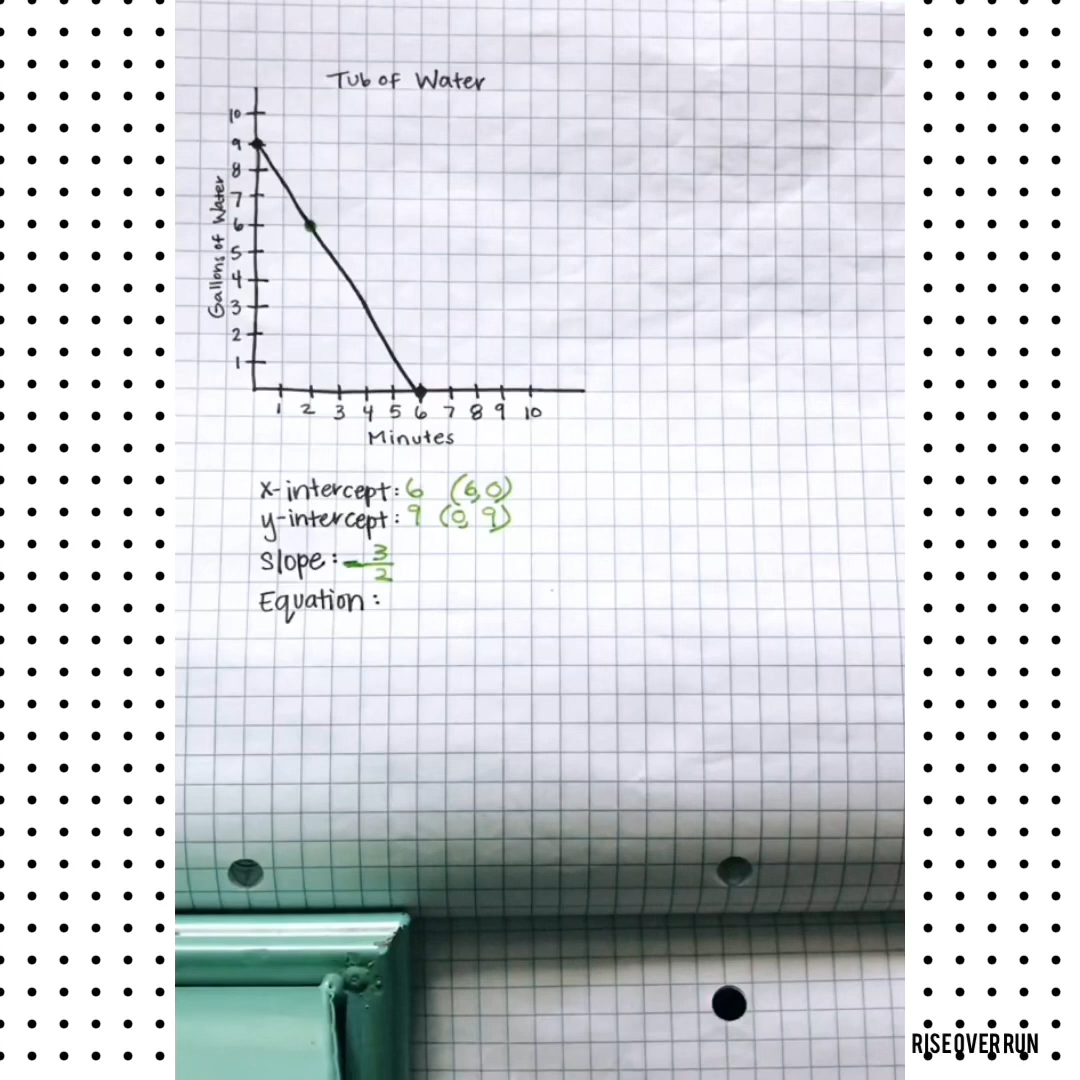 Tub of Water
10
9
8
7
6
5
4
3
2
1
Gallons of Water
1 2 3 4 5 6 7 8 9 10
Minutes
x-intercept: 6 (6, 0)
y-intercept: 9 (0, 9)
Slope: -3/2
Equation:
RISE OVER RUN